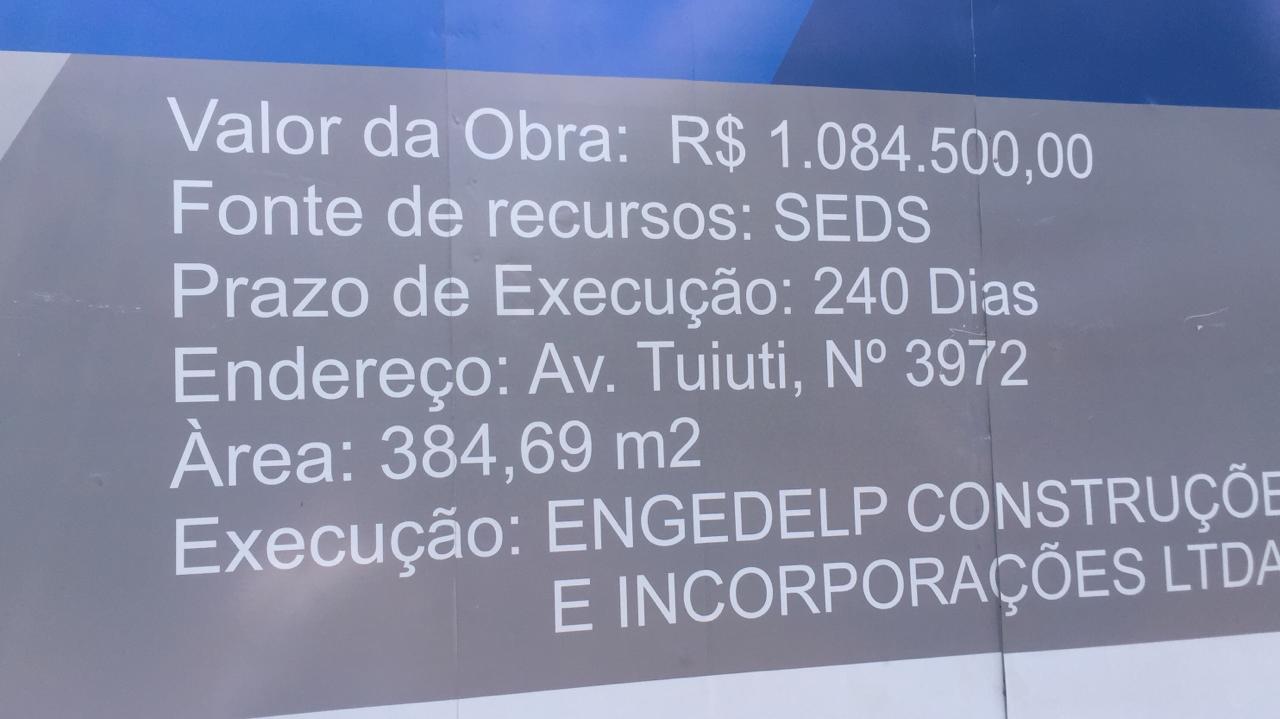 Valor da Obra: R$ 1.084.500,00
Fonte de recursos: SEDS
Prazo de Execução: 240 Dias
Endereço: Av. Tuiuti, Nº 3972
Àrea: 384,69 m2
Execução: ENGEDELP CONSTRUÇÕE
E INCORPORAÇÕES LTDA